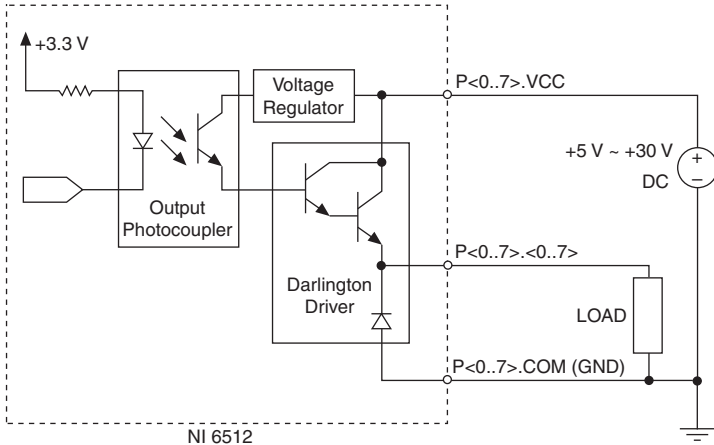 +3.3 V
Voltage
Regulator
P<0..7>.VCC
+5 V ~ +30 V
DC
+
−
Output
Photocoupler
P<0..7>.<0..7>
Darlington
Driver
LOAD
P<0..7>.COM (GND)
NI 6512